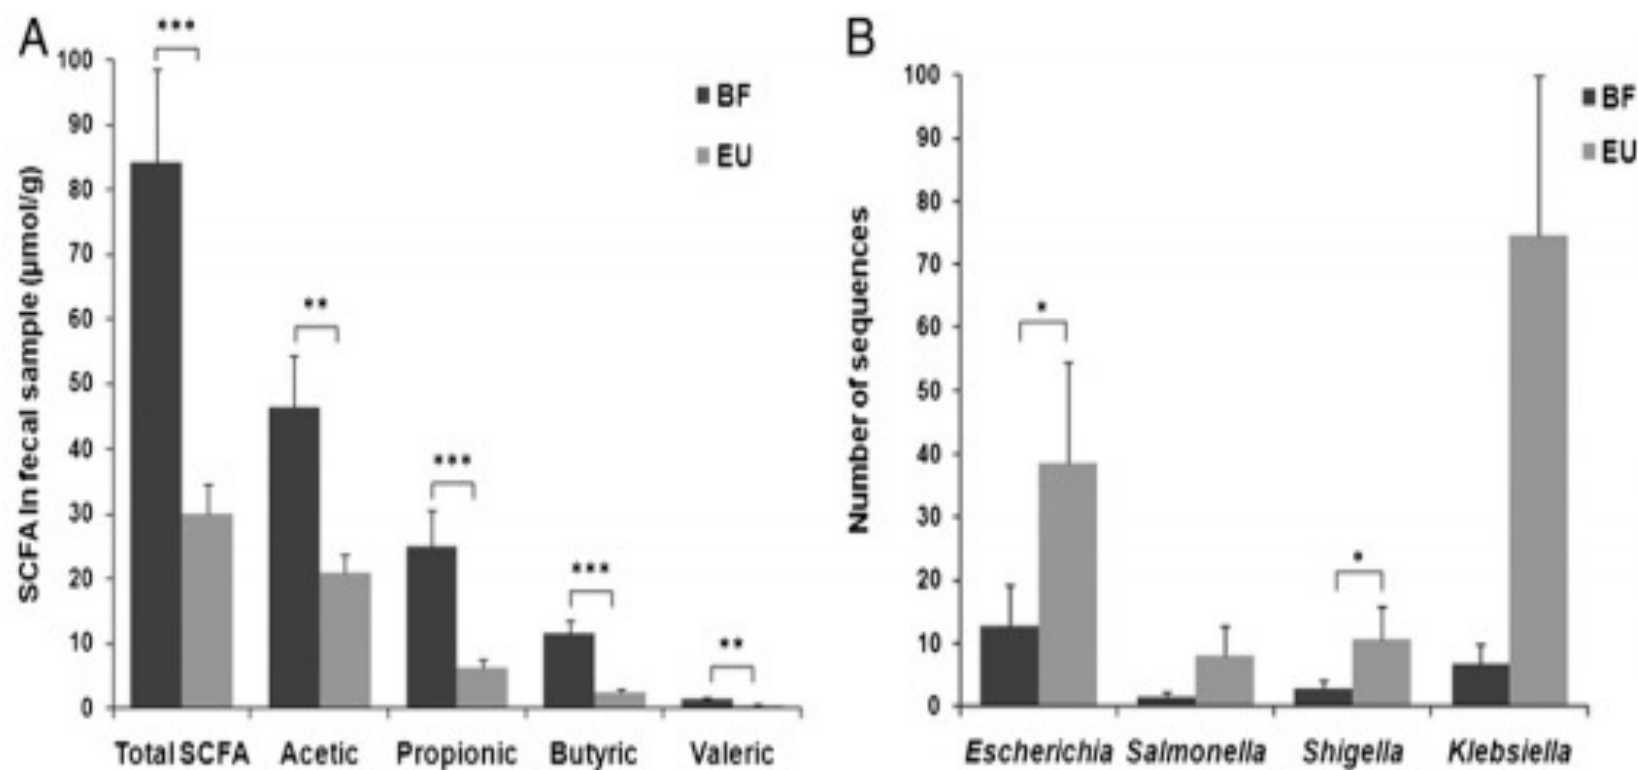 A
SCFA In fecal sample (µmol/g)
100
90
80
70
60
50
40
30
20
10
0
***
**
***
***
**
BF
EU
Total SCFA Acetic Propionic Butyric Valeric
B
Number of sequences
100
90
80
70
60
50
40
30
20
10
0
*
*
BF
EU
Escherichia Salmonella Shigella Klebsiella